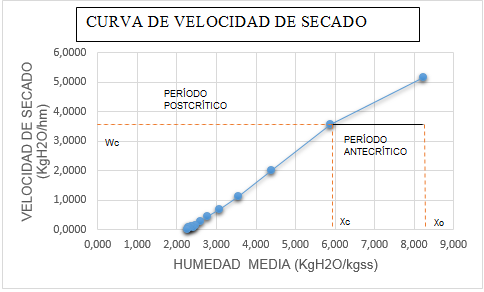 CURVA DE VELOCIDAD DE SECADO
VELOCIDAD DE SECADO
(KgH2O/hm)
6,0000
5,0000
4,0000
3,0000
2,0000
1,0000
0,0000
PERÍODO
POSTCRÍTICO
Wc
PERÍODO
ANTECRÍTICO
Xc
Xo
0,000 1,000 2,000 3,000 4,000 5,000 6,000 7,000 8,000 9,000
HUMEDAD MEDIA (KgH2O/kgss)